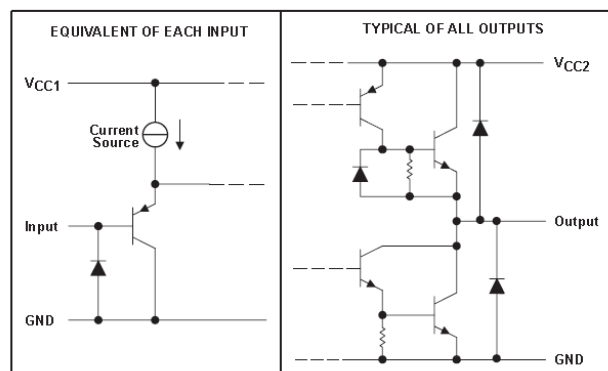 EQUIVALENT OF EACH INPUT
VCC1
Current
Source
Input
GND
TYPICAL OF ALL OUTPUTS
VCC2
Output
GND